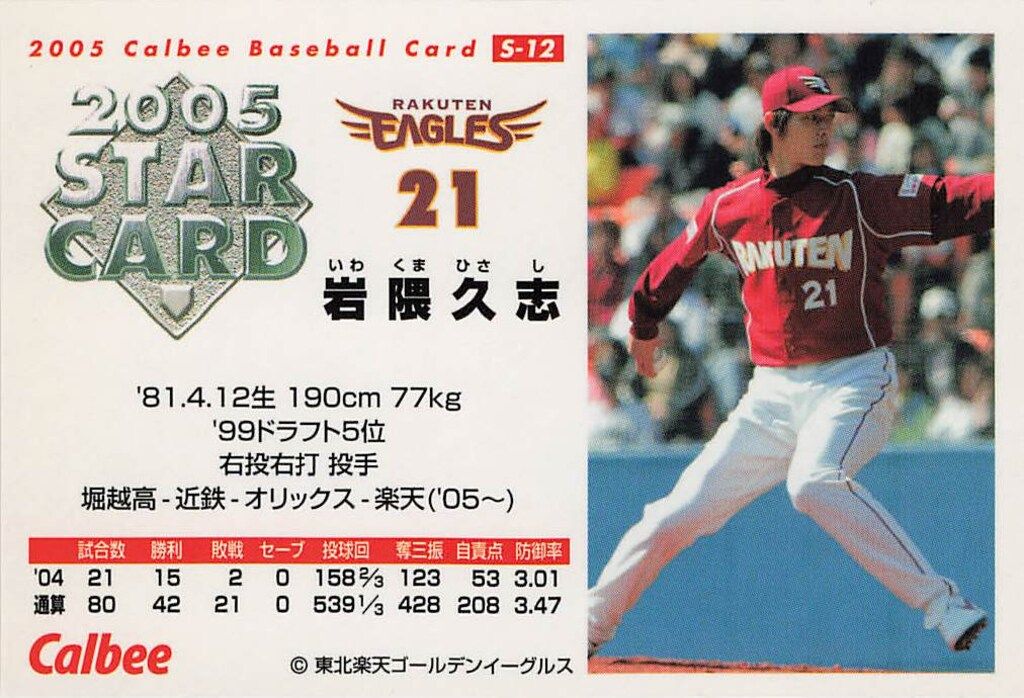 2005 Calbee Baseball Card S-12
2005
STAR
CARD
RAKUTEN
EAGLES
21
いわ くま ひさ し
岩隈久志
'81.4.12生 190cm 77kg
'99ドラフト5位
右投右打 投手
堀越高-近鉄-オリックス-楽天('05～)
試合数 勝利 敗戦 セーブ 投球回 奪三振 自責点 防御率
'04 21 15 2 0 158 2/3 123 53 3.01
通算 80 42 21 0 539 1/3 428 208 3.47
Calbee
© 東北楽天ゴールデンイーグルス
RAKUTEN
21